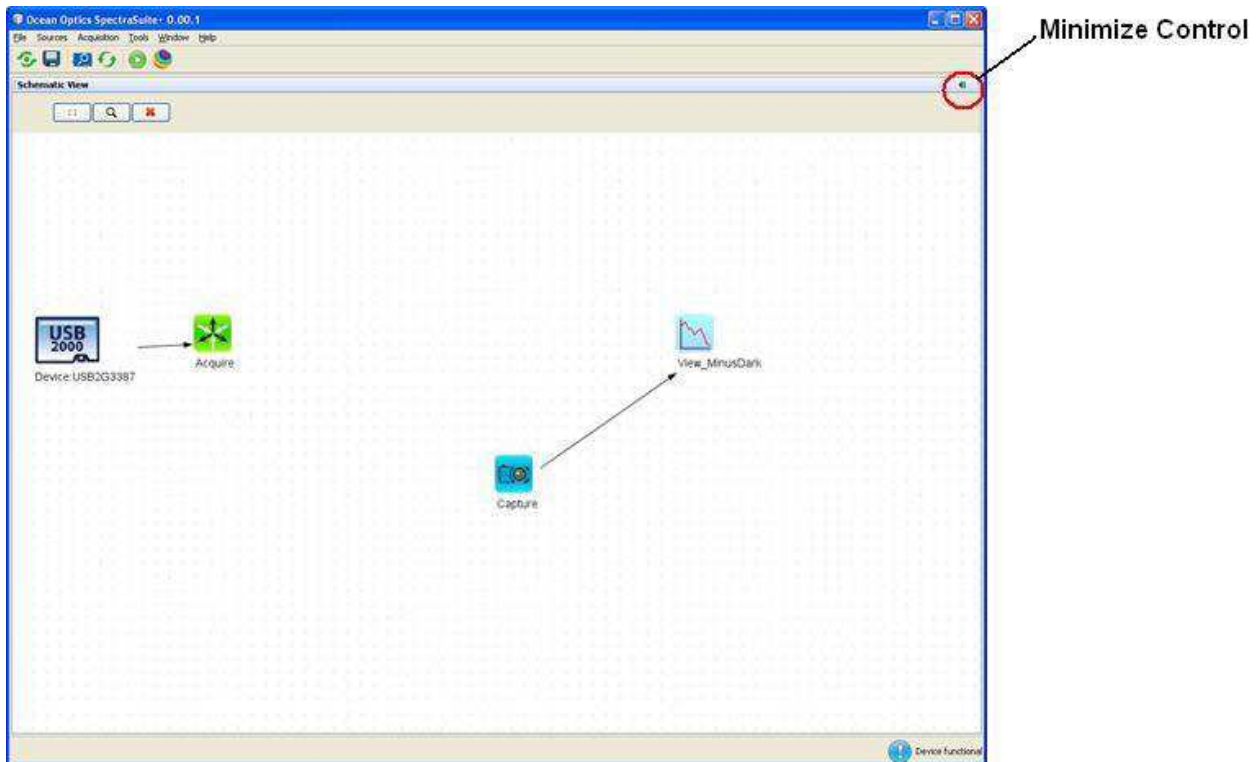 Ocean Optics SpectraSuite - 0.00.1
Minimize Control
File Sources Acquisition Tools Window Help
Schematic View
USB
2000
Device:USB2G3387
Acquire
View_MinusDark
Capture
Device functional